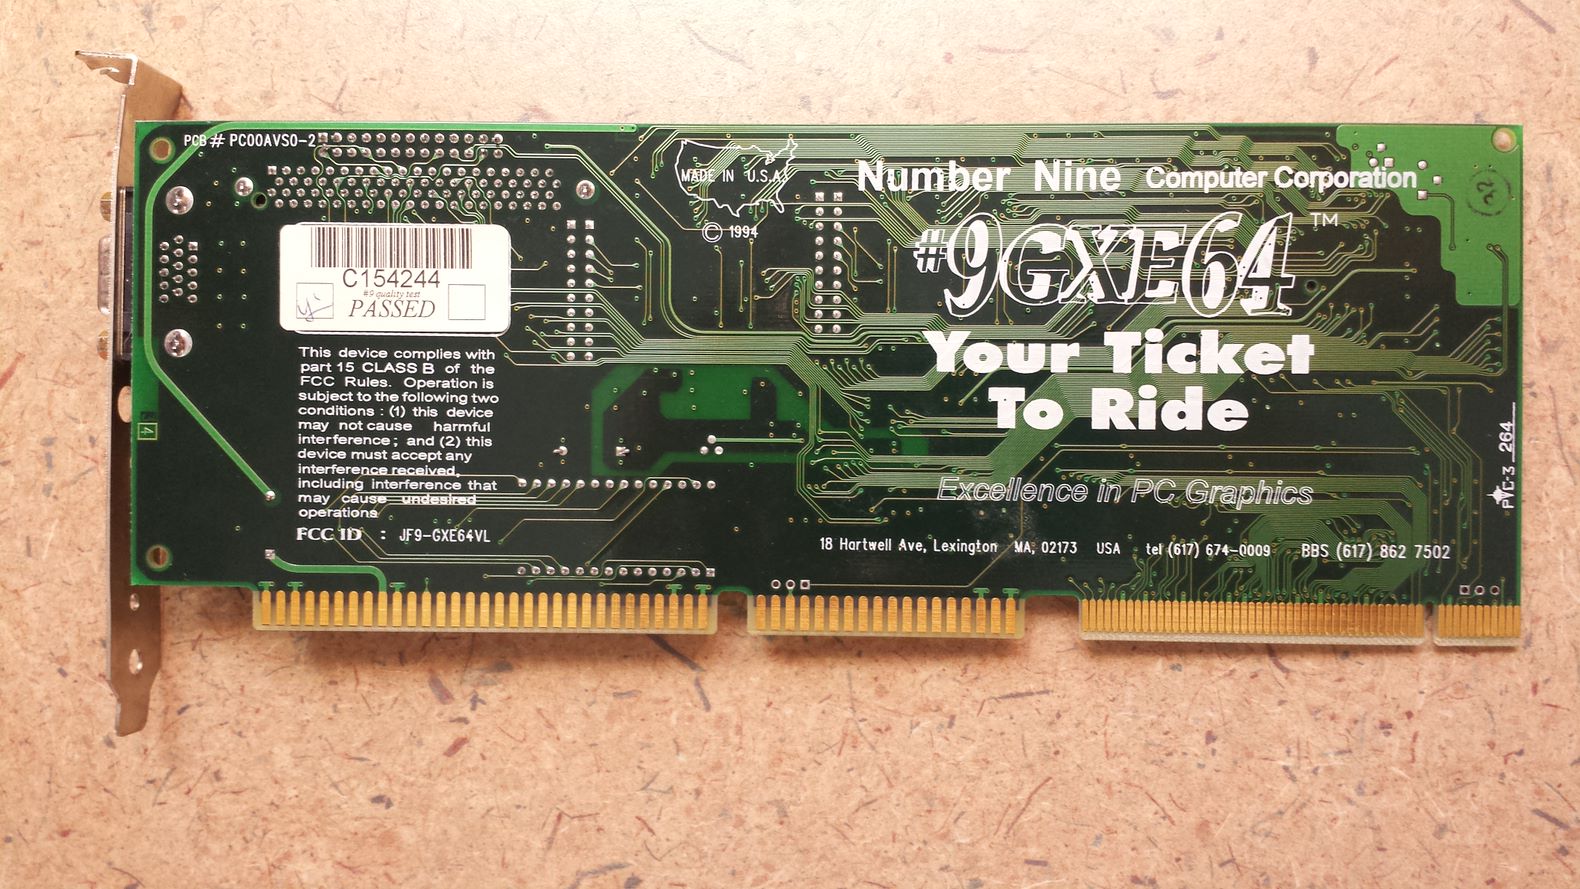 PCB# PC00AVS0-2
MADE IN U.S.A.
© 1994
Number Nine Computer Corporation
#9GXE64™
Your Ticket
To Ride
Excellence in PC Graphics
18 Hartwell Ave, Lexington MA, 02173 USA tel (617) 674-0009 BBS (617) 862 7502
C154244
#9 quality test
PASSED
This device complies with
part 15 CLASS B of the
FCC Rules. Operation is
subject to the following two
conditions : (1) this device
may not cause harmful
interference ; and (2) this
device must accept any
interference received,
including interference that
may cause undesired
operations
FCC ID : JF9-GXE64VL
4
264